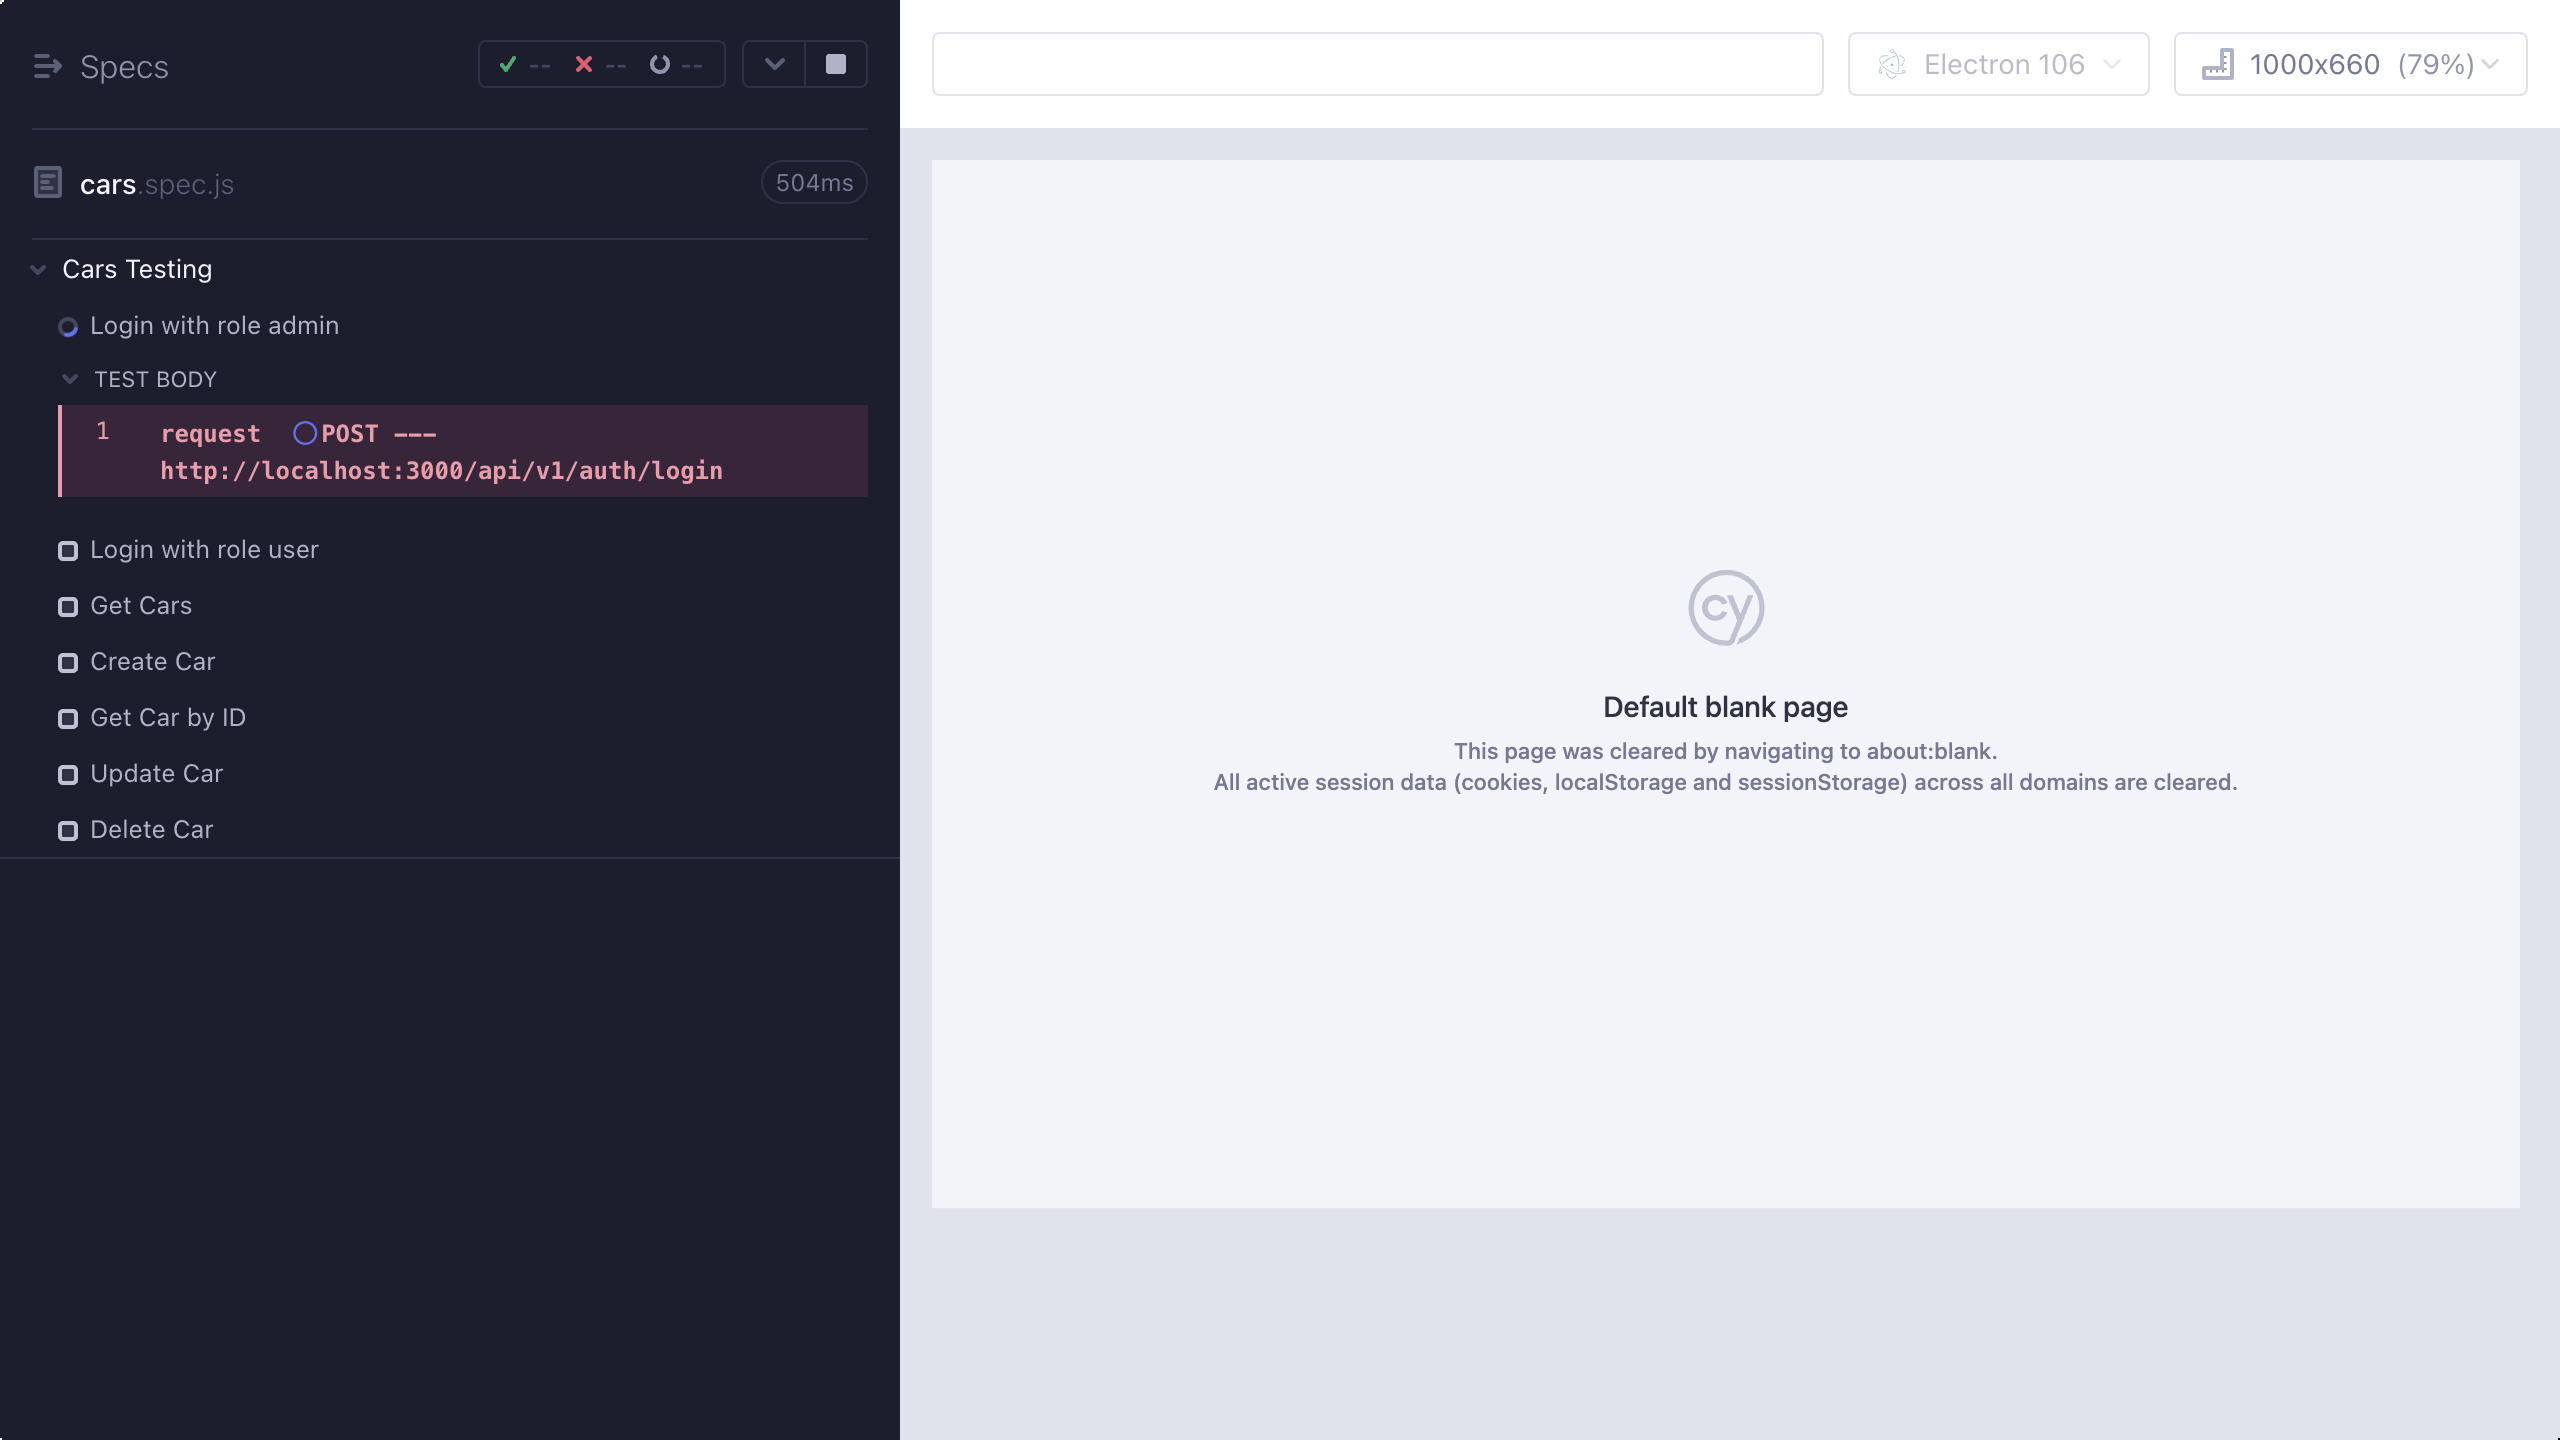 Specs
-- -- --
cars.spec.js
504ms
Cars Testing
Login with role admin
TEST BODY
1 request POST ---
http://localhost:3000/api/v1/auth/login
Login with role user
Get Cars
Create Car
Get Car by ID
Update Car
Delete Car
Electron 106
1000x660 (79%)
cy
Default blank page
This page was cleared by navigating to about:blank.
All active session data (cookies, localStorage and sessionStorage) across all domains are cleared.